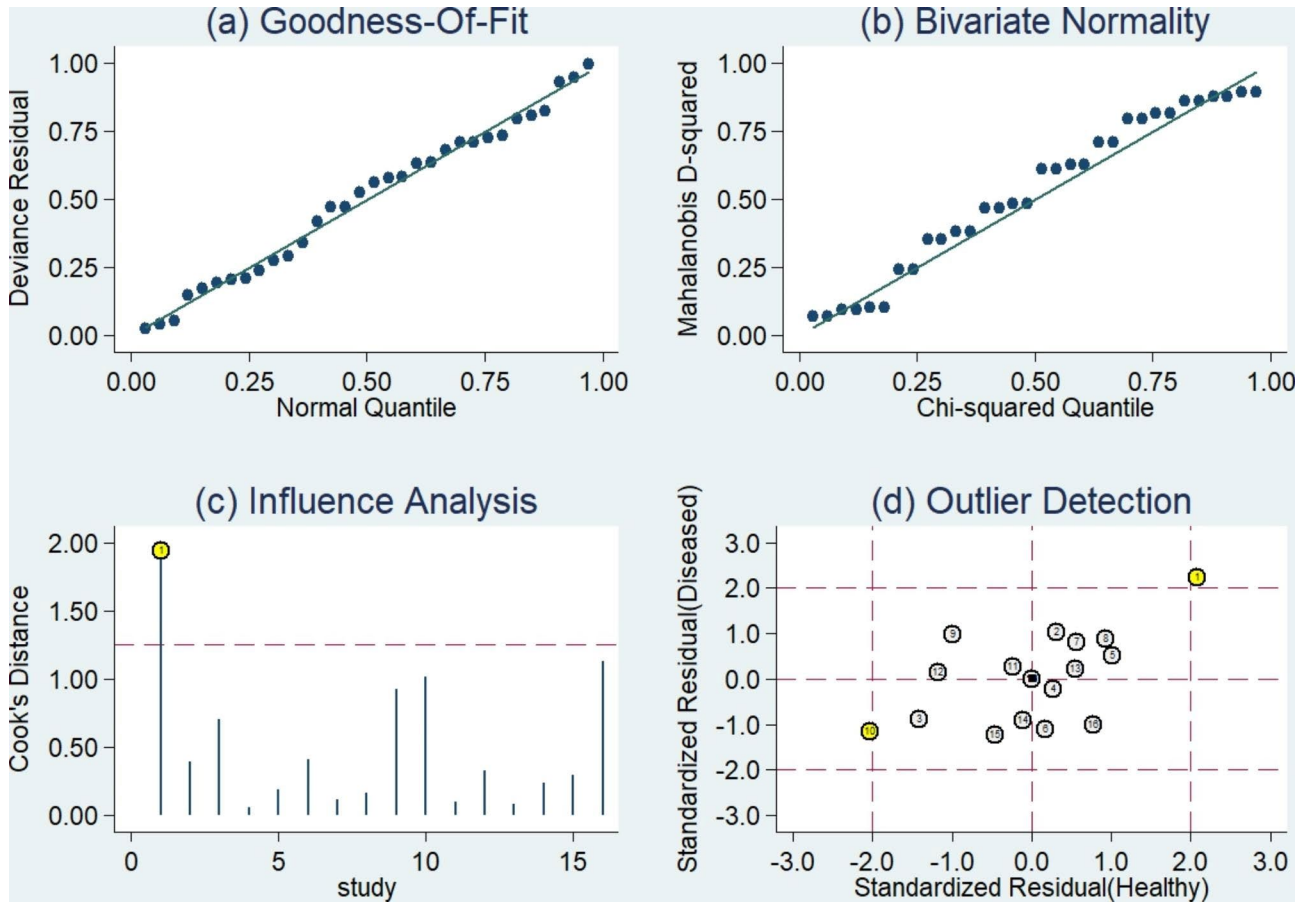 (a) Goodness-Of-Fit
Deviance Residual
1.00
0.75
0.50
0.25
0.00
0.00 0.25 0.50 0.75 1.00
Normal Quantile
(b) Bivariate Normality
Mahalanobis D-squared
1.00
0.75
0.50
0.25
0.00
0.00 0.25 0.50 0.75 1.00
Chi-squared Quantile
(c) Influence Analysis
Cook's Distance
2.00
1.50
1.00
0.50
0.00
1
0 5 10 15
study
(d) Outlier Detection
Standardized Residual(Diseased)
3.0
2.0
1.0
0.0
-1.0
-2.0
-3.0
1
2
9 7 8
5
11 13
12
4
3 14
10 15 6 16
-3.0 -2.0 -1.0 0.0 1.0 2.0 3.0
Standardized Residual(Healthy)